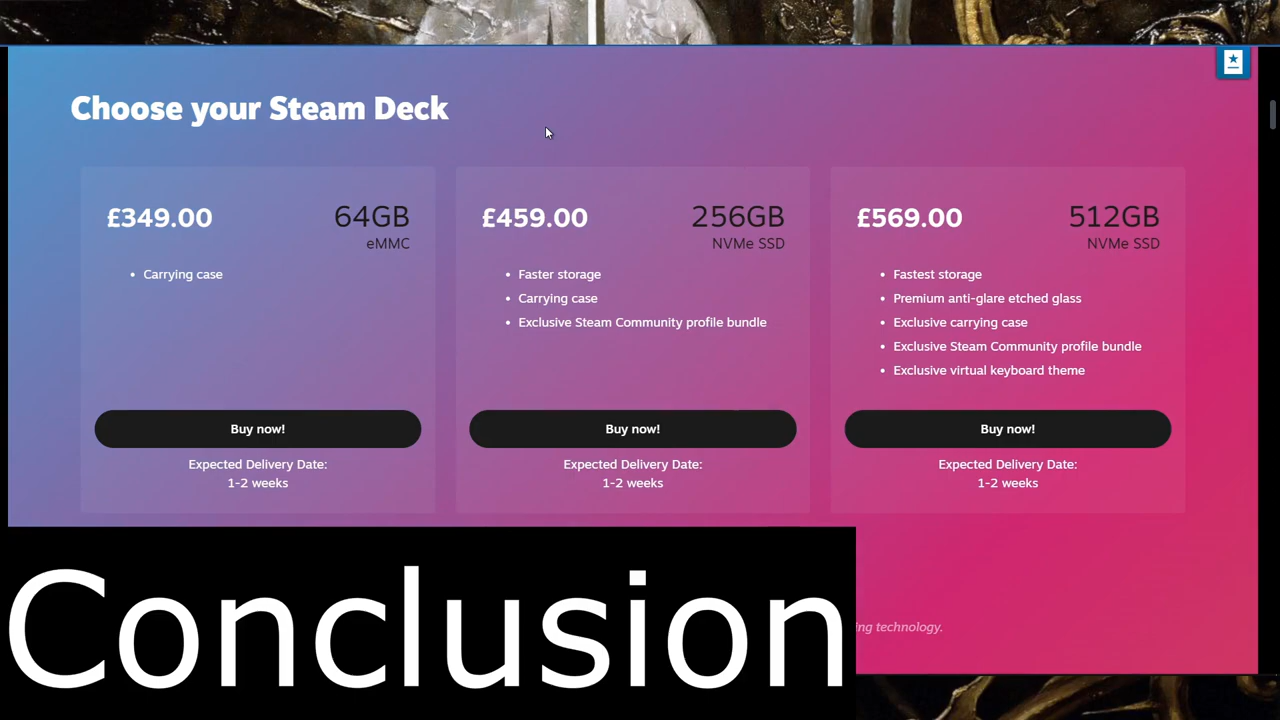 Choose your Steam Deck
£349.00 64GB
eMMC
• Carrying case
Buy now!
Expected Delivery Date:
1-2 weeks
£459.00 256GB
NVMe SSD
• Faster storage
• Carrying case
• Exclusive Steam Community profile bundle
Buy now!
Expected Delivery Date:
1-2 weeks
£569.00 512GB
NVMe SSD
• Fastest storage
• Premium anti-glare etched glass
• Exclusive carrying case
• Exclusive Steam Community profile bundle
• Exclusive virtual keyboard theme
Buy now!
Expected Delivery Date:
1-2 weeks
technology.
Conclusion